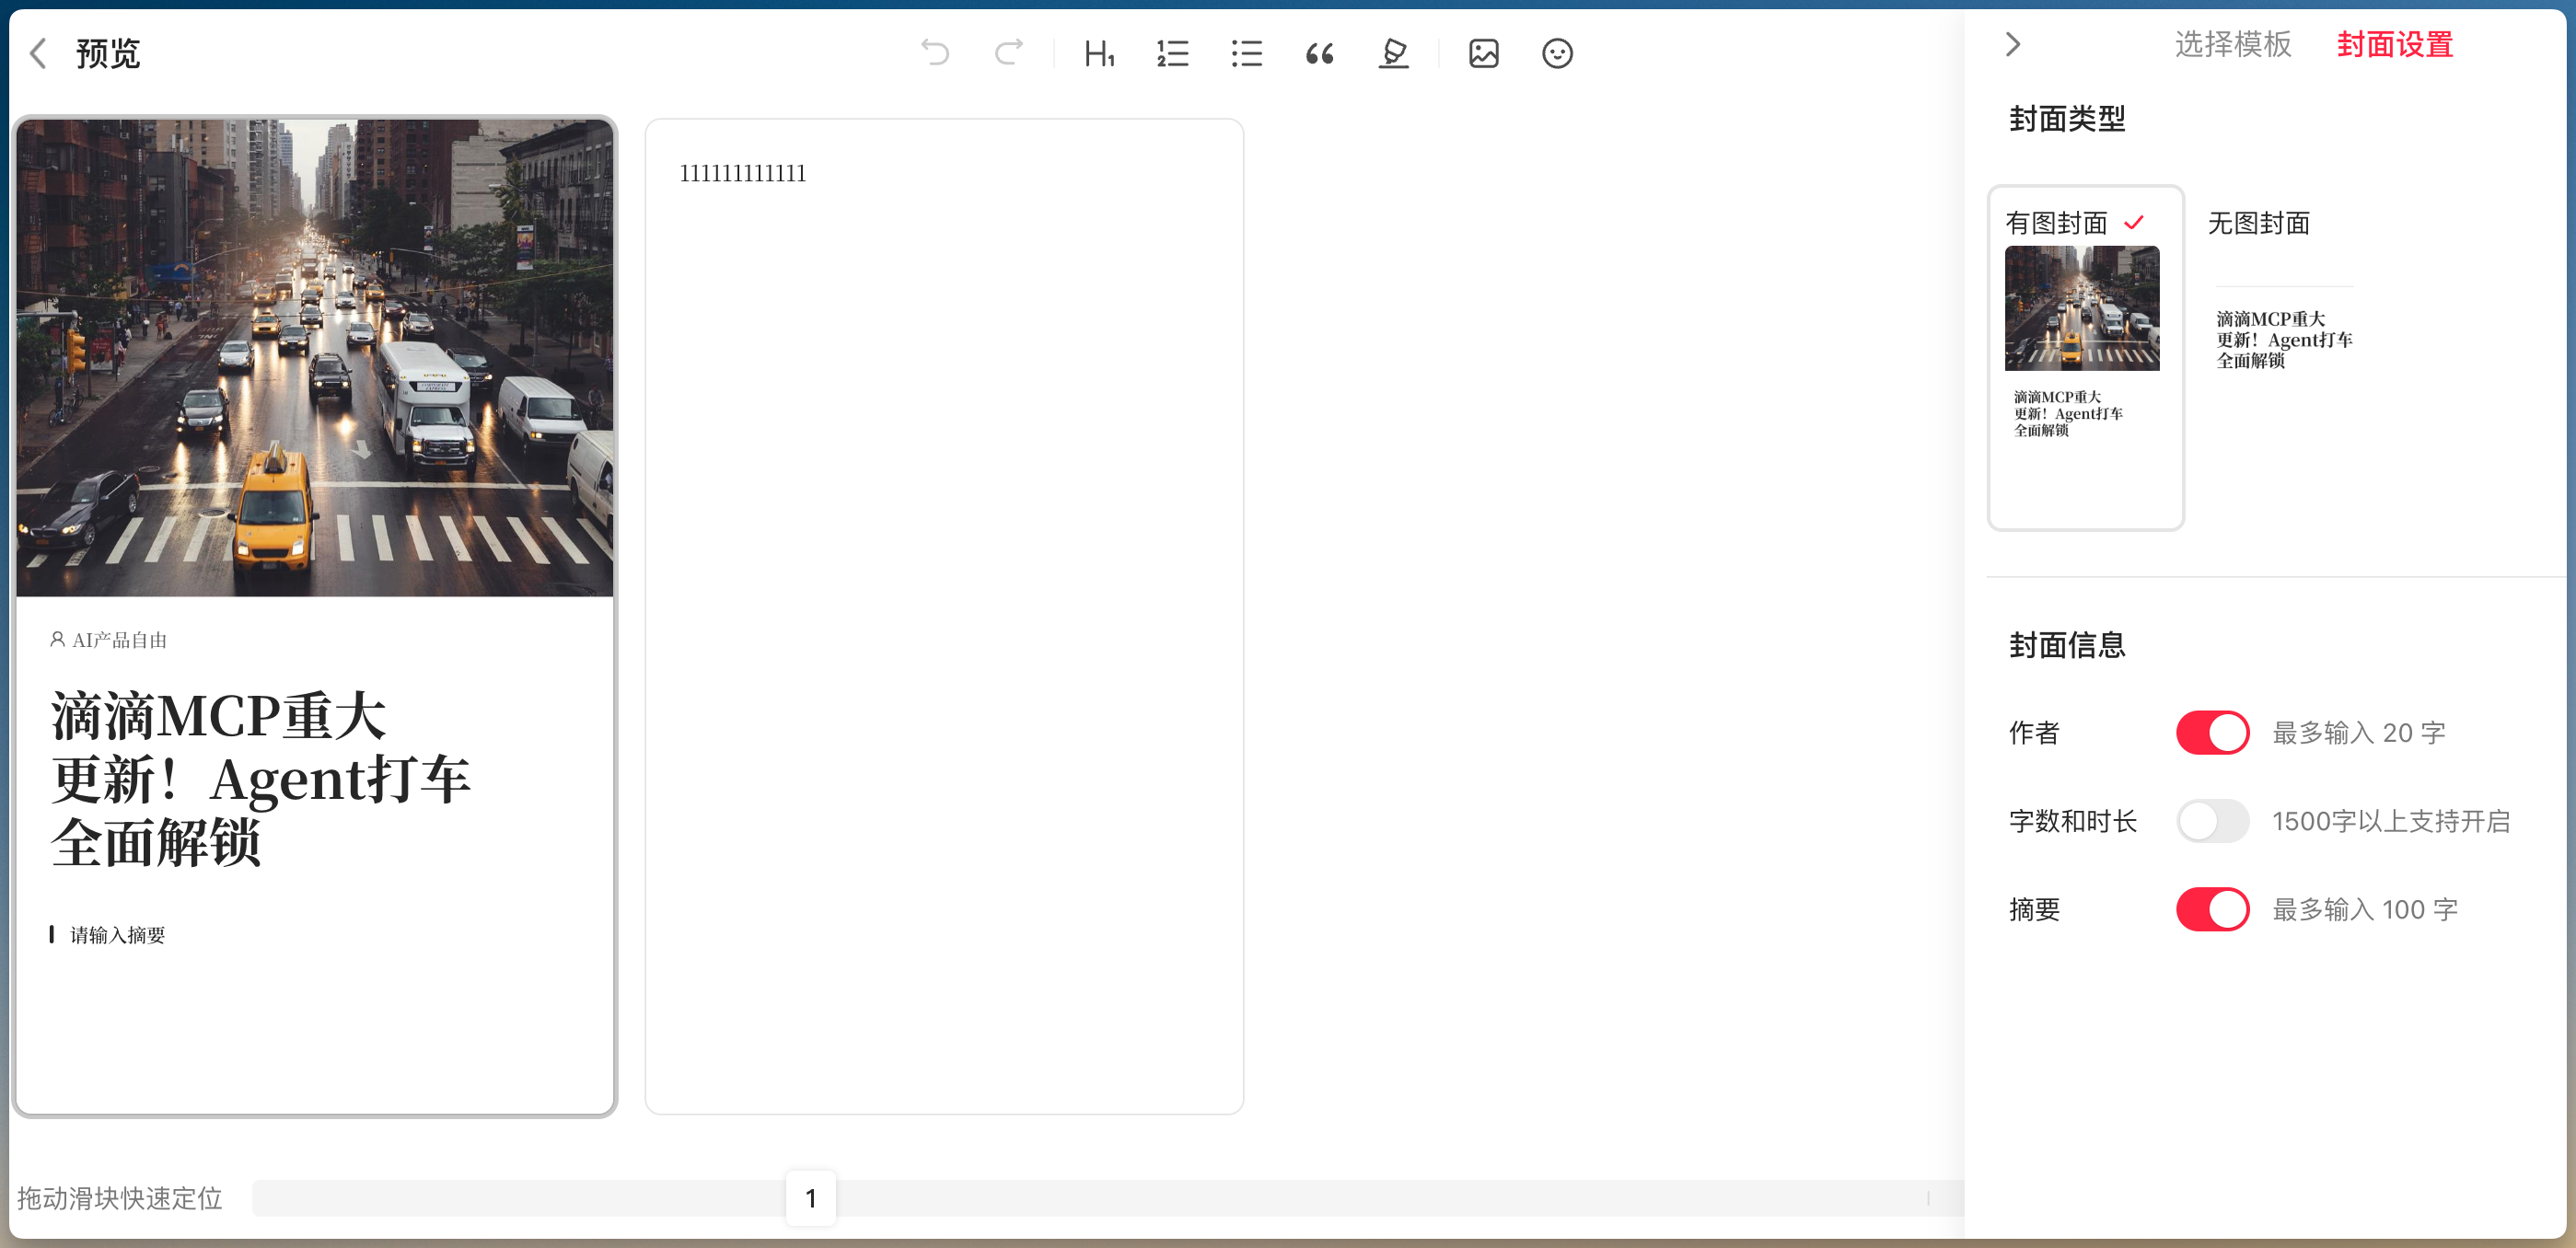 预览
H1
选择模板
封面设置
111111111111
AI产品自由
滴滴MCP重大
更新！Agent打车
全面解锁
请输入摘要
拖动滑块快速定位
1
封面类型
有图封面
滴滴MCP重大
更新！Agent打车
全面解锁
无图封面
滴滴MCP重大
更新！Agent打车
全面解锁
封面信息
作者
最多输入 20 字
字数和时长
1500字以上支持开启
摘要
最多输入 100 字